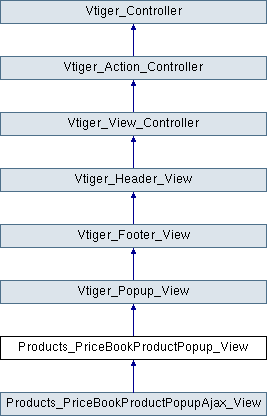 Vtiger_Controller
Vtiger_Action_Controller
Vtiger_View_Controller
Vtiger_Header_View
Vtiger_Footer_View
Vtiger_Popup_View
Products_PriceBookProductPopup_View
Products_PriceBookProductPopupAjax_View